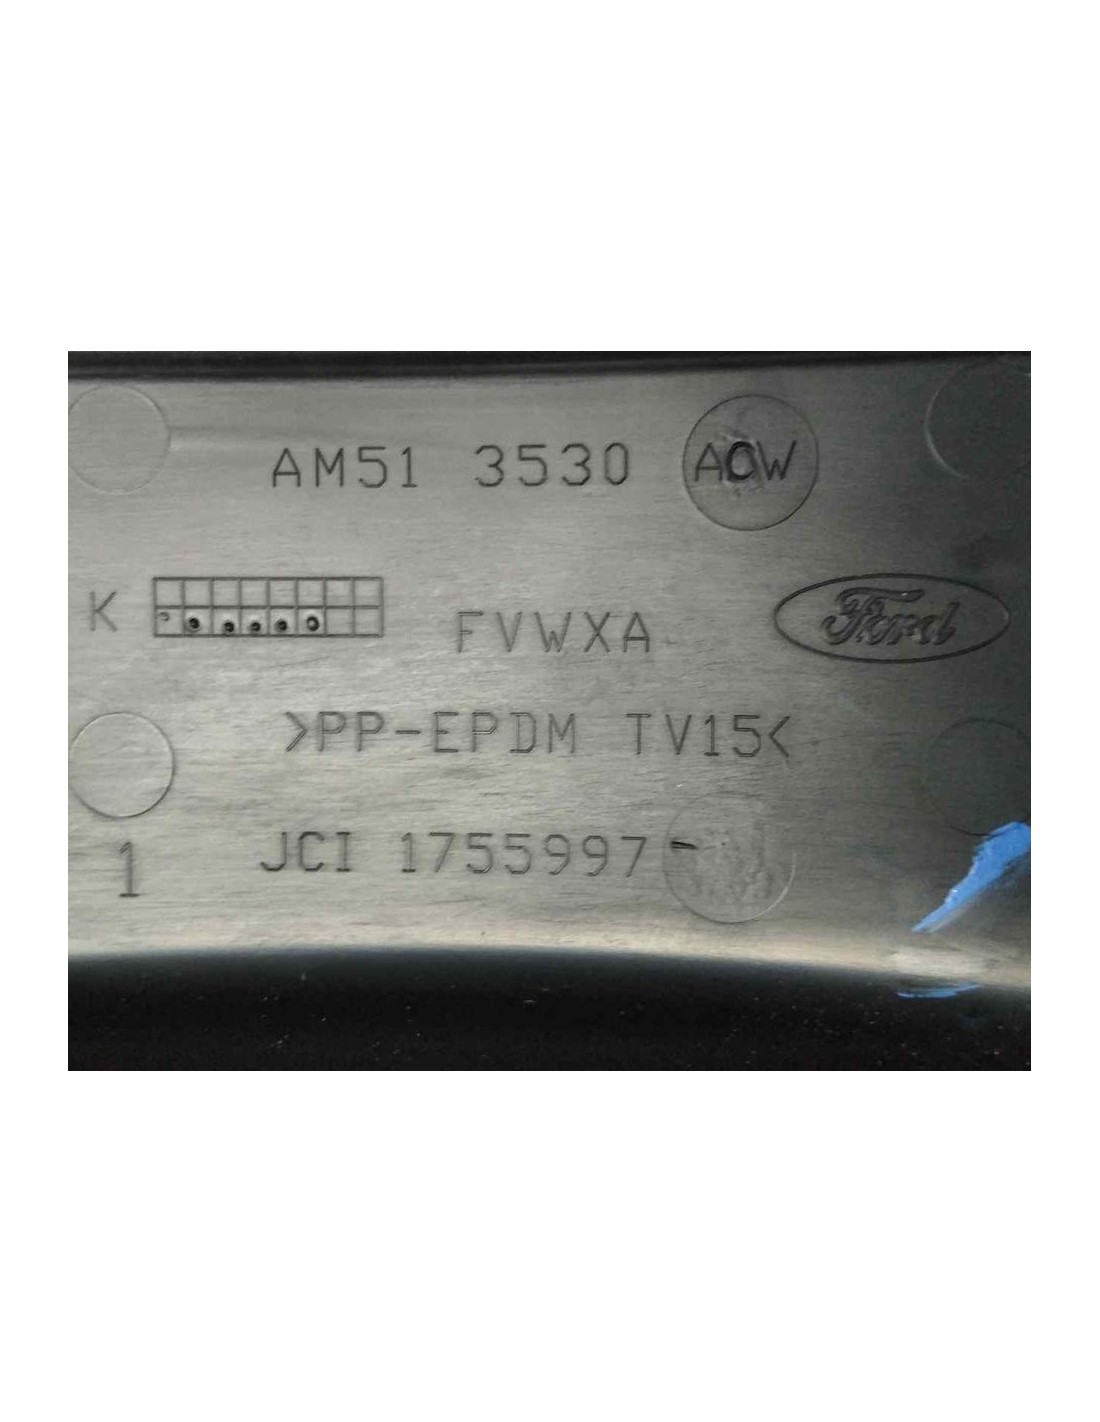 AM51 3530 ACW
K
FVWXA
Ford
>PP-EPDM TV15<
1
JCI 1755997